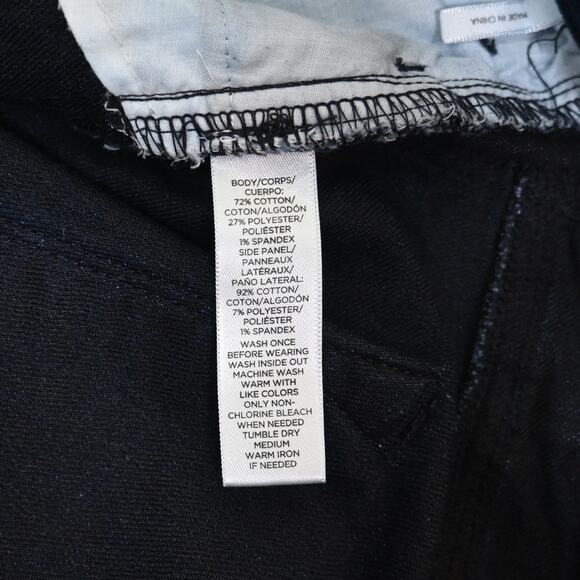 MADE IN CHINA
BODY/CORPS/
CUERPO:
72% COTTON/
COTON/ALGODÓN
27% POLYESTER/
POLIÉSTER
1% SPANDEX
SIDE PANEL/
PANNEAUX
LATÉRAUX/
PAÑO LATERAL:
92% COTTON/
COTON/ALGODÓN
7% POLYESTER/
POLIÉSTER
1% SPANDEX
WASH ONCE
BEFORE WEARING
WASH INSIDE OUT
MACHINE WASH
WARM WITH
LIKE COLORS
ONLY NON-
CHLORINE BLEACH
WHEN NEEDED
TUMBLE DRY
MEDIUM
WARM IRON
IF NEEDED